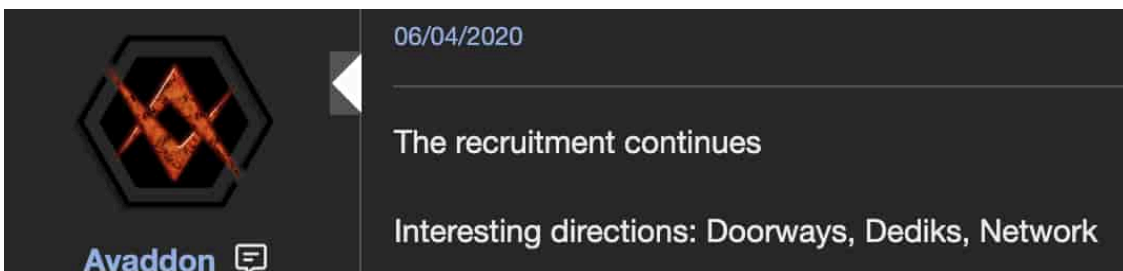 06/04/2020
The recruitment continues
Interesting directions: Doorways, Dediks, Network
Avaddon